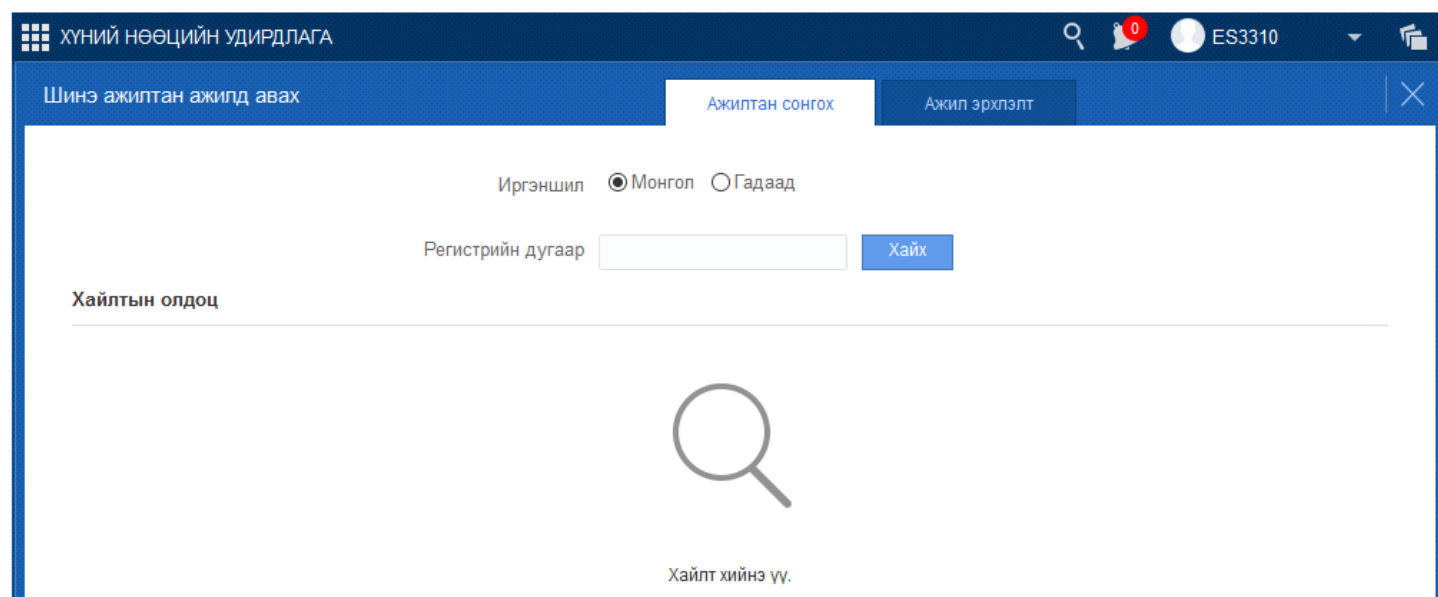 ХҮНИЙ НӨӨЦИЙН УДИРДЛАГА 0 ES3310
Шинэ ажилтан ажилд авах Ажилтан сонгох Ажил эрхлэлт
Иргэншил Монгол Гадаад
Регистрийн дугаар Хайх
Хайлтын олдоц
Хайлт хийнэ үү.